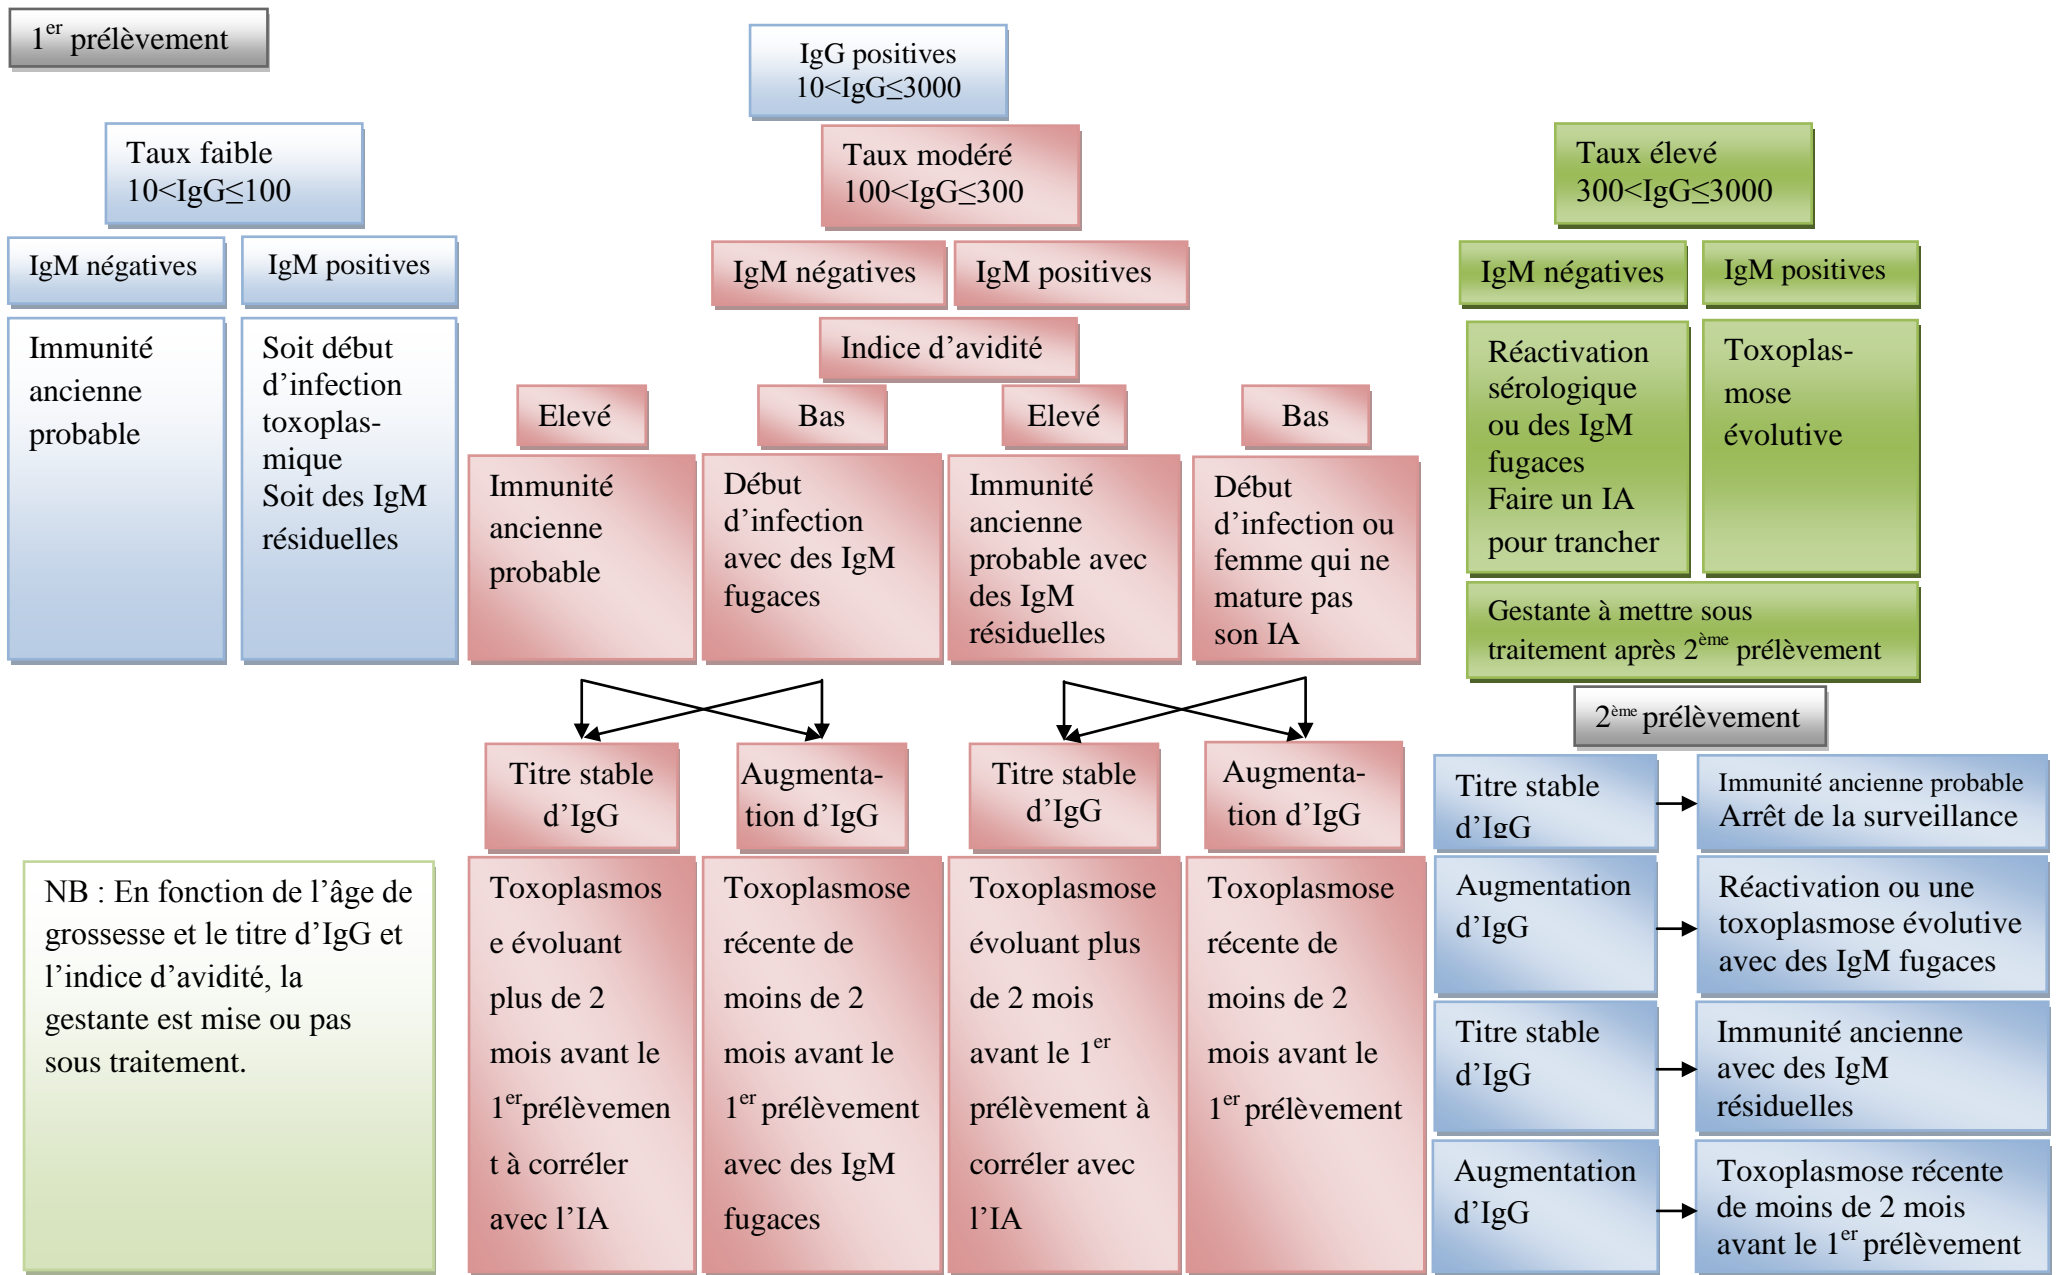 1er prélèvement
IgG positives
10<IgG≤3000
Taux faible
10<IgG≤100
Taux modéré
100<IgG≤300
Taux élevé
300<IgG≤3000
IgM négatives
IgM positives
IgM négatives
IgM positives
IgM négatives
IgM positives
Immunité
ancienne
probable
Soit début
d’infection
toxoplas-
mique
Soit des IgM
résiduelles
Indice d’avidité
Elevé
Bas
Elevé
Bas
Immunité
ancienne
probable
Début
d’infection
avec des IgM
fugaces
Immunité
ancienne
probable avec
des IgM
résiduelles
Début
d’infection ou
femme qui ne
mature pas
son IA
Réactivation
sérologique
ou des IgM
fugaces
Faire un IA
pour trancher
Toxoplas-
mose
évolutive
Gestante à mettre sous
traitement après 2ème prélèvement
2ème prélèvement
Titre stable
d’IgG
Augmenta-
tion d’IgG
Titre stable
d’IgG
Augmenta-
tion d’IgG
Toxoplasmos
e évoluant
plus de 2
mois avant le
1erprélèvemen
t à corréler
avec l’IA
Toxoplasmose
récente de
moins de 2
mois avant le
1er prélèvement
avec des IgM
fugaces
Toxoplasmose
évoluant plus
de 2 mois
avant le 1er
prélèvement à
corréler avec
l’IA
Toxoplasmose
récente de
moins de 2
mois avant le
1er prélèvement
Titre stable
d’IgG
Immunité ancienne probable
Arrêt de la surveillance
Augmentation
d’IgG
Réactivation ou une
toxoplasmose évolutive
avec des IgM fugaces
Titre stable
d’IgG
Immunité ancienne
avec des IgM
résiduelles
Augmentation
d’IgG
Toxoplasmose récente
de moins de 2 mois
avant le 1er prélèvement
NB : En fonction de l’âge de
grossesse et le titre d’IgG et
l’indice d’avidité, la
gestante est mise ou pas
sous traitement.